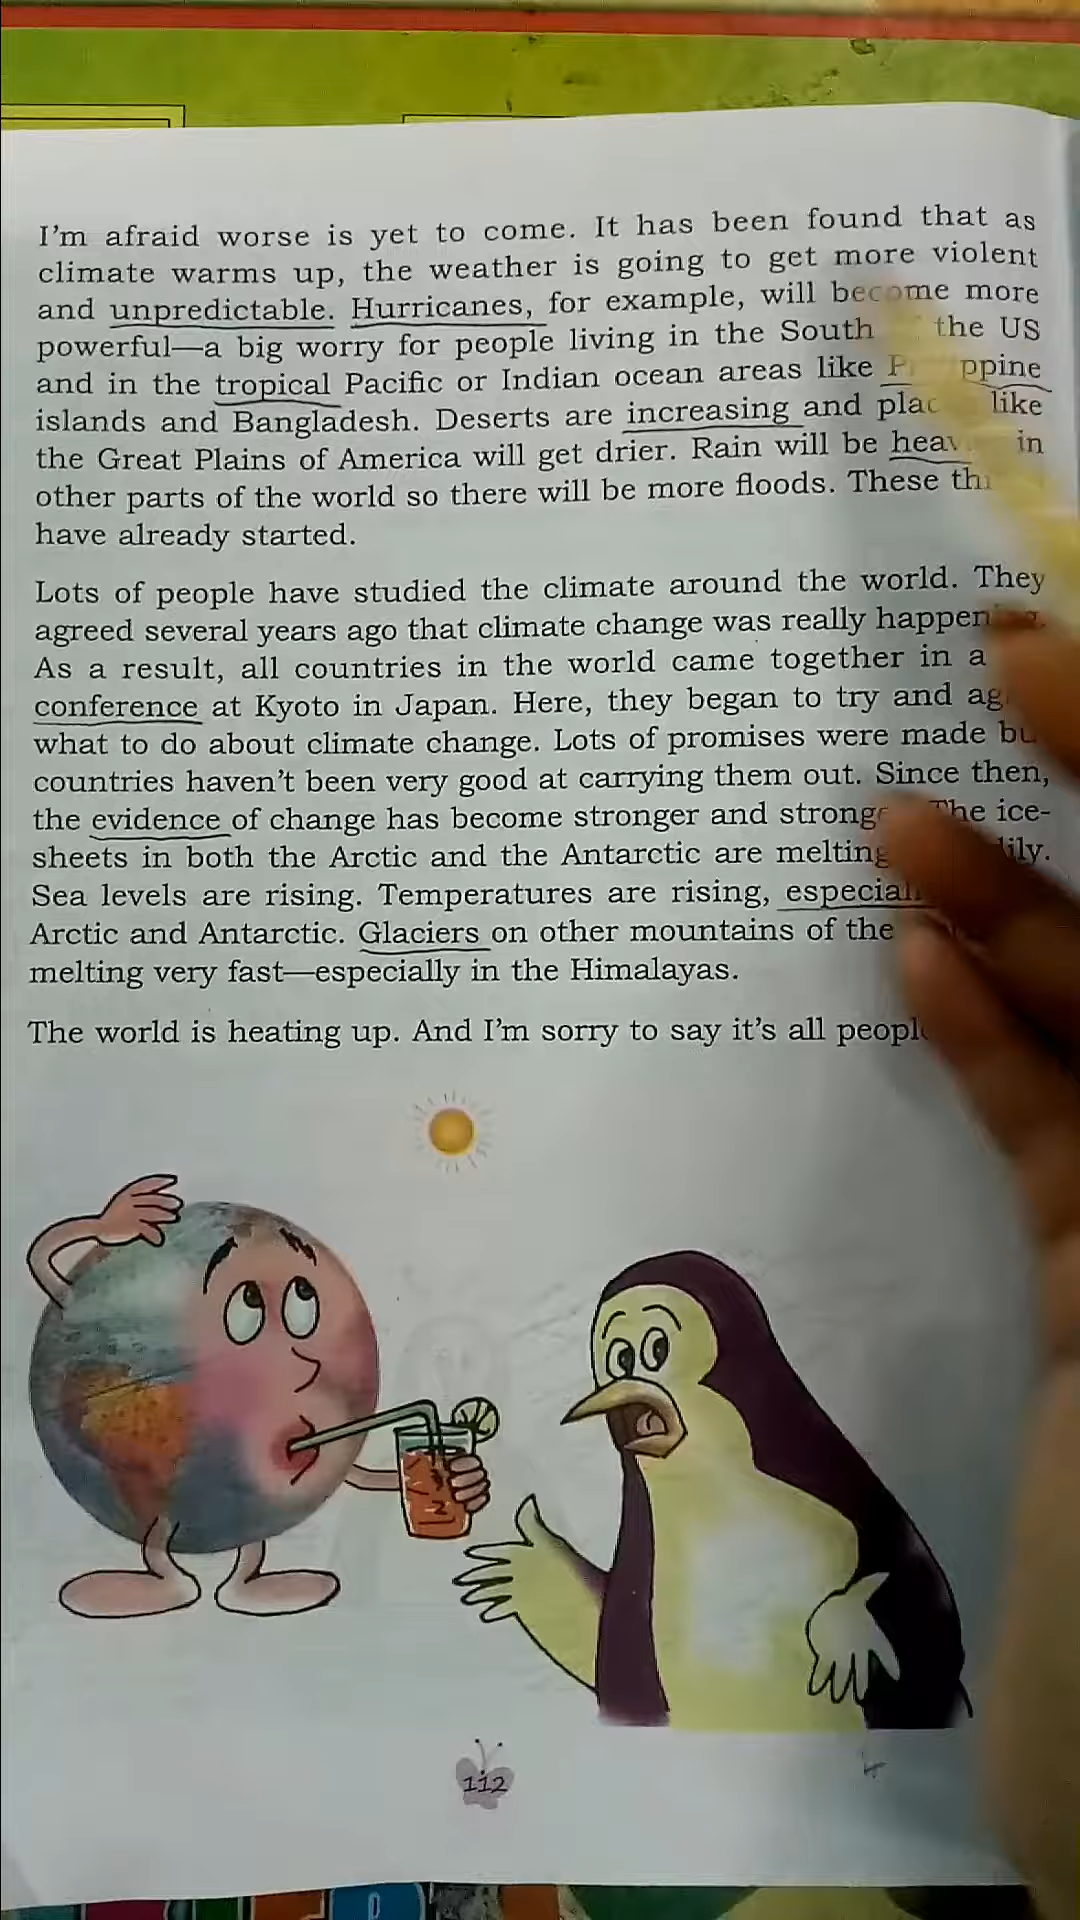 I'm afraid worse is yet to come. It has been found that as
climate warms up, the weather is going to get more violent
and unpredictable. Hurricanes, for example, will become more
powerful—a big worry for people living in the South the US
and in the tropical Pacific or Indian ocean areas like
islands and Bangladesh. Deserts are increasing and like
the Great Plains of America will get drier. Rain will be in
other parts of the world so there will be more floods. These
have already started.
Lots of people have studied the climate around the world. They
agreed several years ago that climate change was really
As a result, all countries in the world came together in a
conference at Kyoto in Japan. Here, they began to try and
what to do about climate change. Lots of promises were made
countries haven't been very good at carrying them out. Since then,
the evidence of change has become stronger and The ice-
sheets in both the Arctic and the Antarctic are
Sea levels are rising. Temperatures are rising,
Arctic and Antarctic. Glaciers on other mountains of the
melting very fast—especially in the Himalayas.
The world is heating up. And I'm sorry to say it's all
112